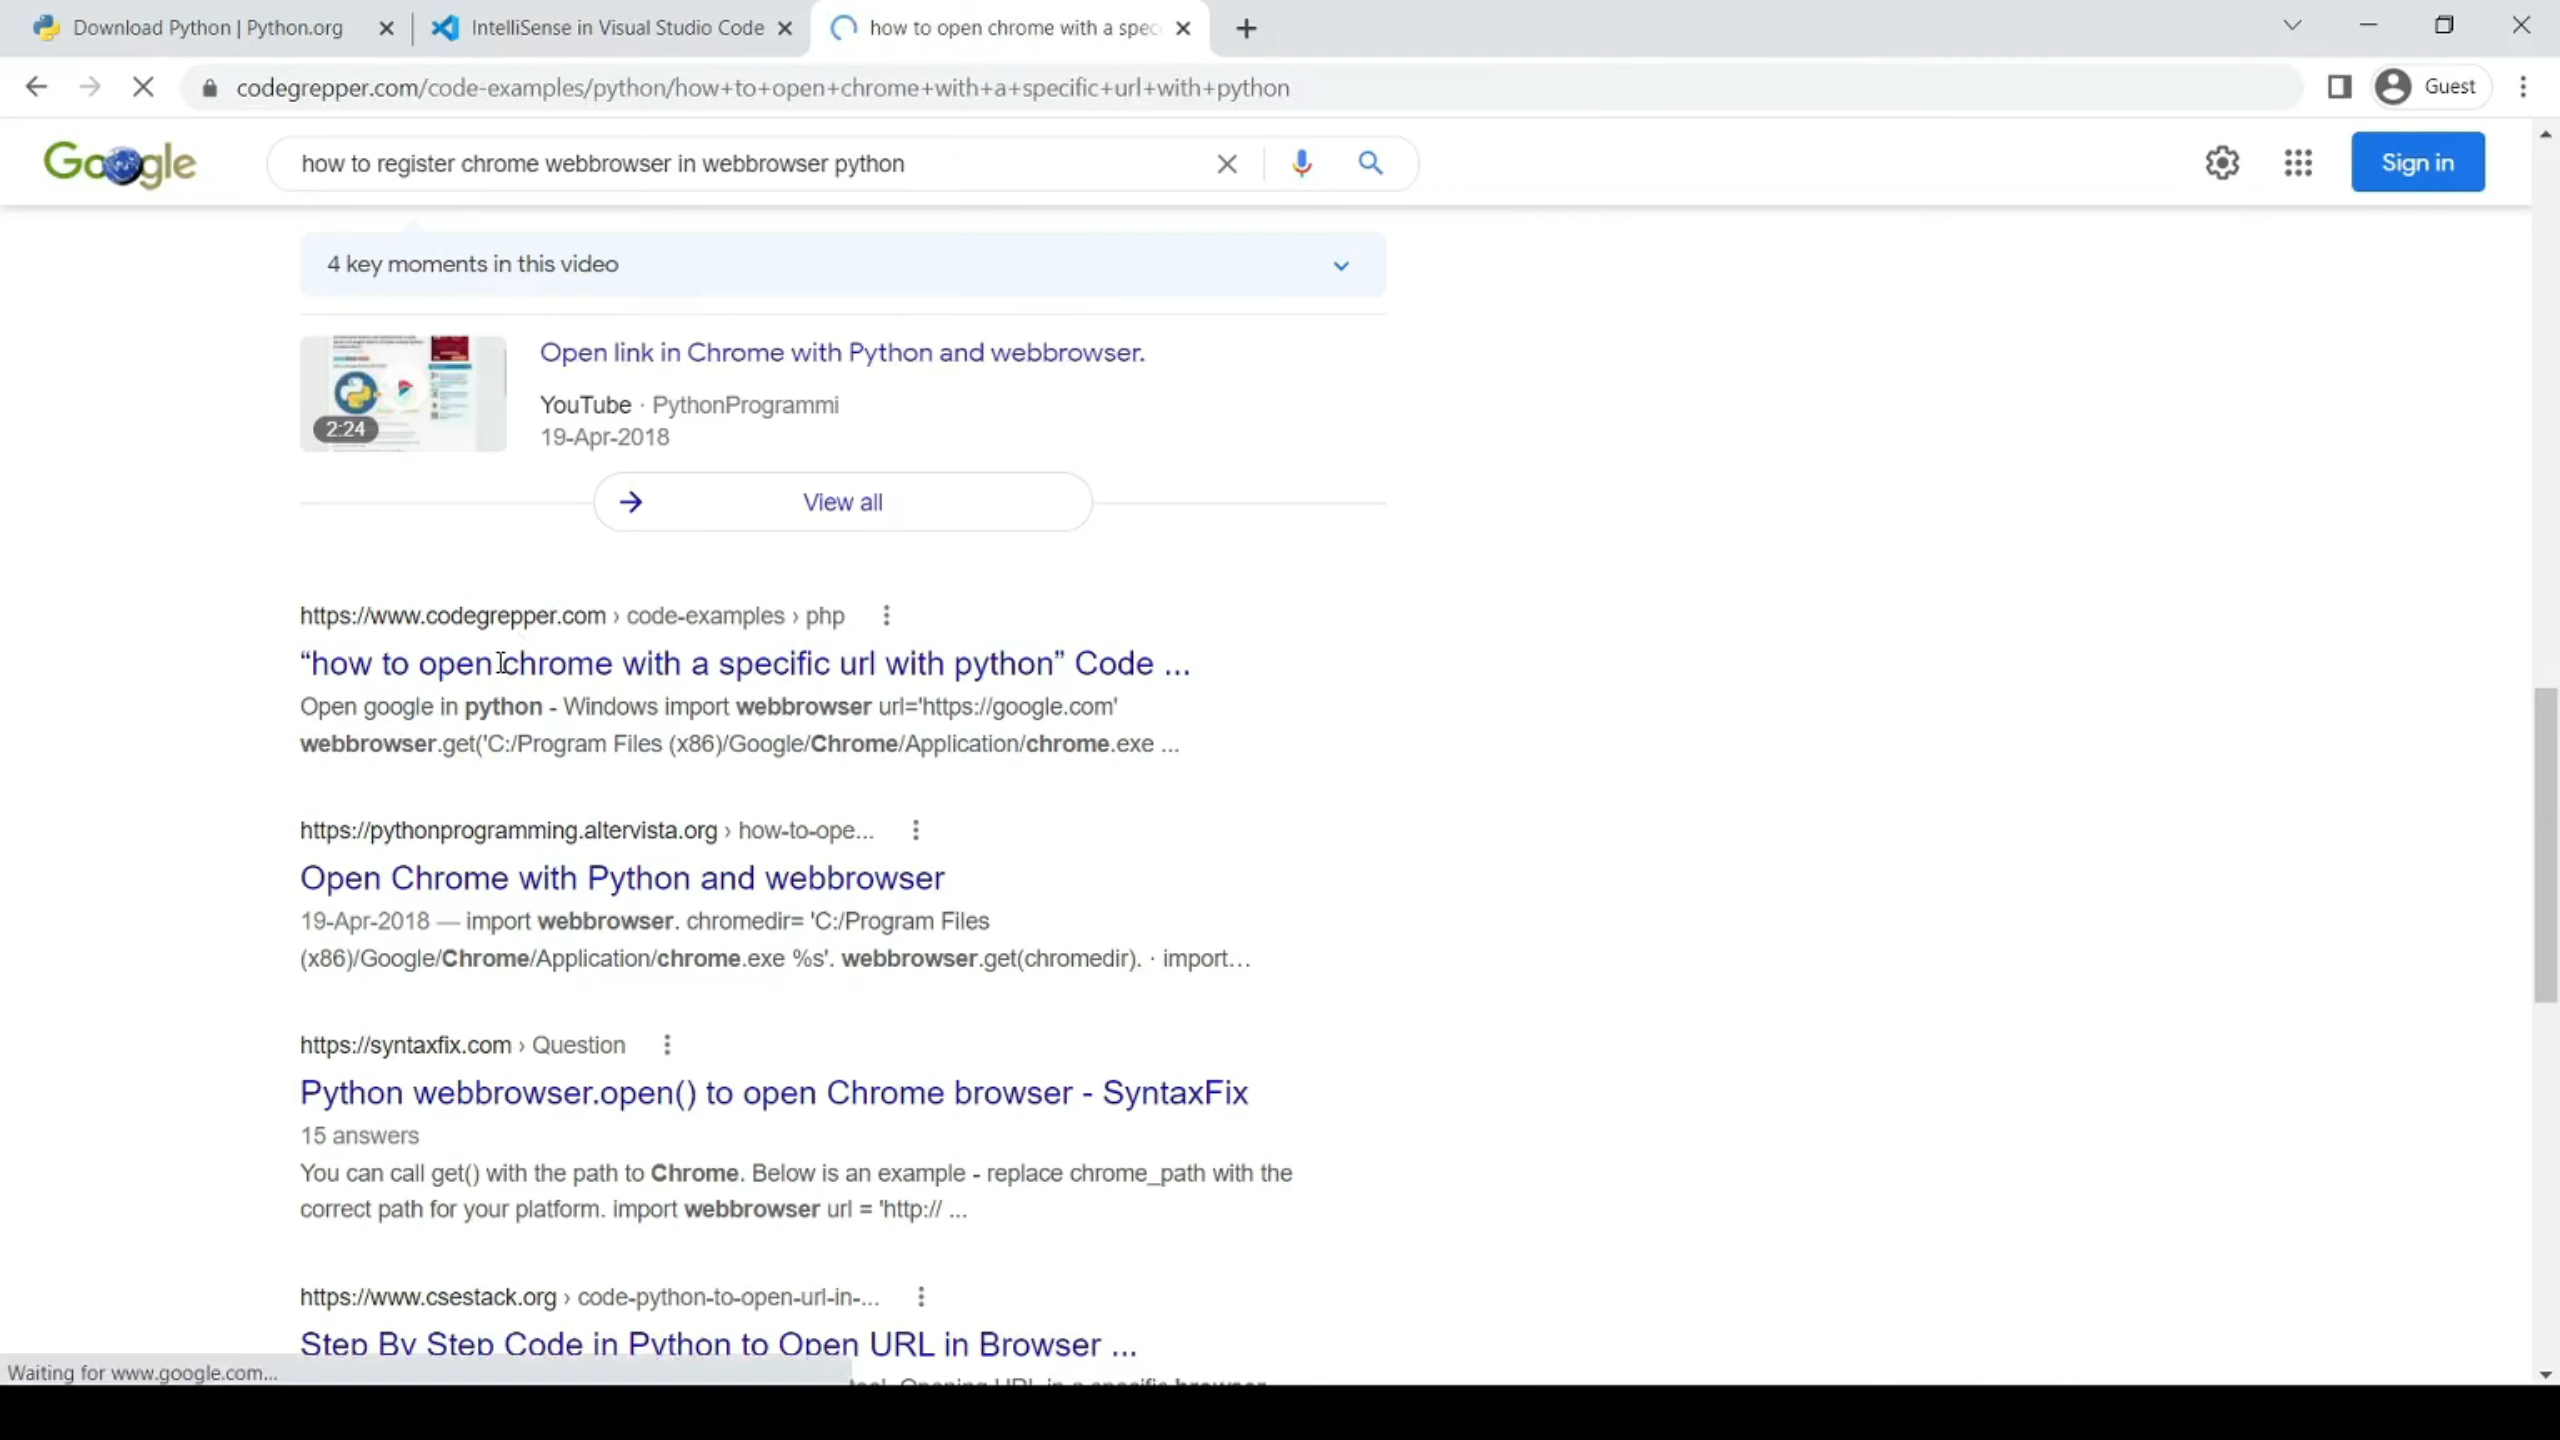 Download Python | Python.org
IntelliSense in Visual Studio Code
how to open chrome with a spec
codegrepper.com/code-examples/python/how+to+open+chrome+with+a+specific+url+with+python
Guest
Google
how to register chrome webbrowser in webbrowser python
Sign in
4 key moments in this video
2:24
Open link in Chrome with Python and webbrowser.
YouTube · PythonProgrammi
19-Apr-2018
View all
https://www.codegrepper.com › code-examples › php
“how to open chrome with a specific url with python” Code ...
Open google in python - Windows import webbrowser url='https://google.com'
webbrowser.get('C:/Program Files (x86)/Google/Chrome/Application/chrome.exe ...
https://pythonprogramming.altervista.org › how-to-ope...
Open Chrome with Python and webbrowser
19-Apr-2018 — import webbrowser. chromedir= 'C:/Program Files
(x86)/Google/Chrome/Application/chrome.exe %s'. webbrowser.get(chromedir). · import...
https://syntaxfix.com › Question
Python webbrowser.open() to open Chrome browser - SyntaxFix
15 answers
You can call get() with the path to Chrome. Below is an example - replace chrome_path with the
correct path for your platform. import webbrowser url = 'http:// ...
https://www.csestack.org › code-python-to-open-url-in-...
Step By Step Code in Python to Open URL in Browser ...
Waiting for www.google.com...
Opening URL in a specific browser